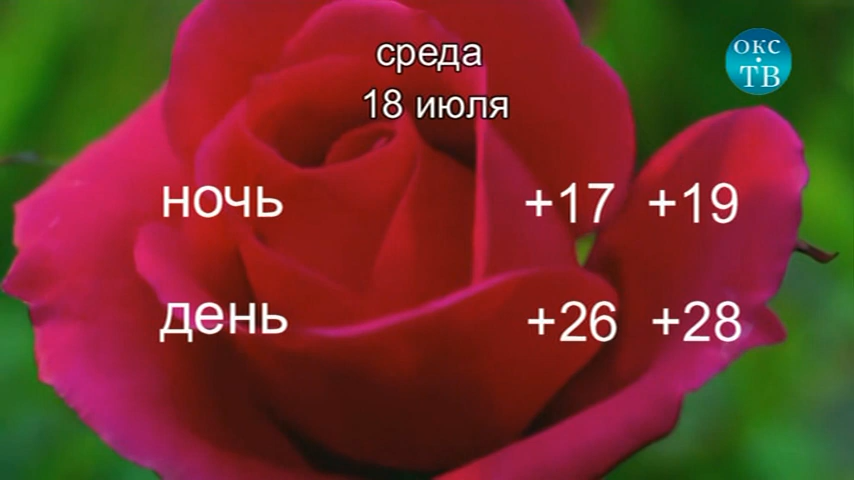 среда
18 июля
ОКС
ТВ
ночь +17 +19
день +26 +28